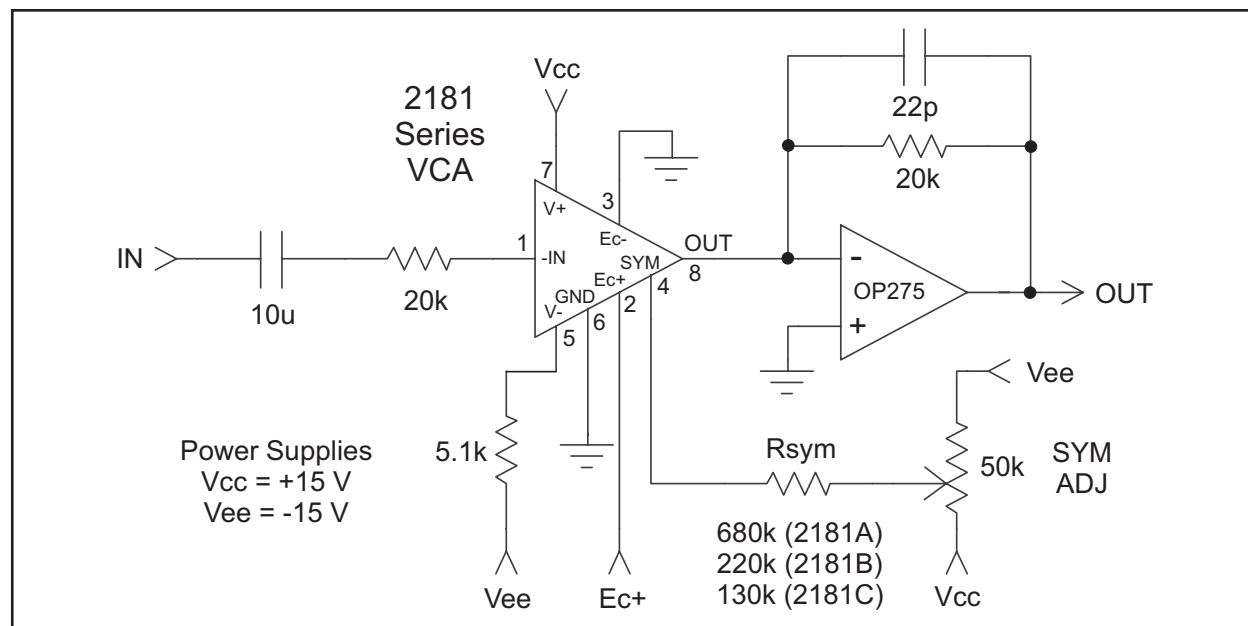 Vcc
2181
Series
VCA
22p
20k
7
V+
3
Ec-
IN
10u
20k
1
-IN
SYM
OUT
8
Ec+
4
GND
2
V-
6
5
-
OP275
+
OUT
Vee
5.1k
Power Supplies
Vcc = +15 V
Vee = -15 V
Rsym
50k
SYM
ADJ
680k (2181A)
220k (2181B)
130k (2181C)
Vee
Ec+
Vcc